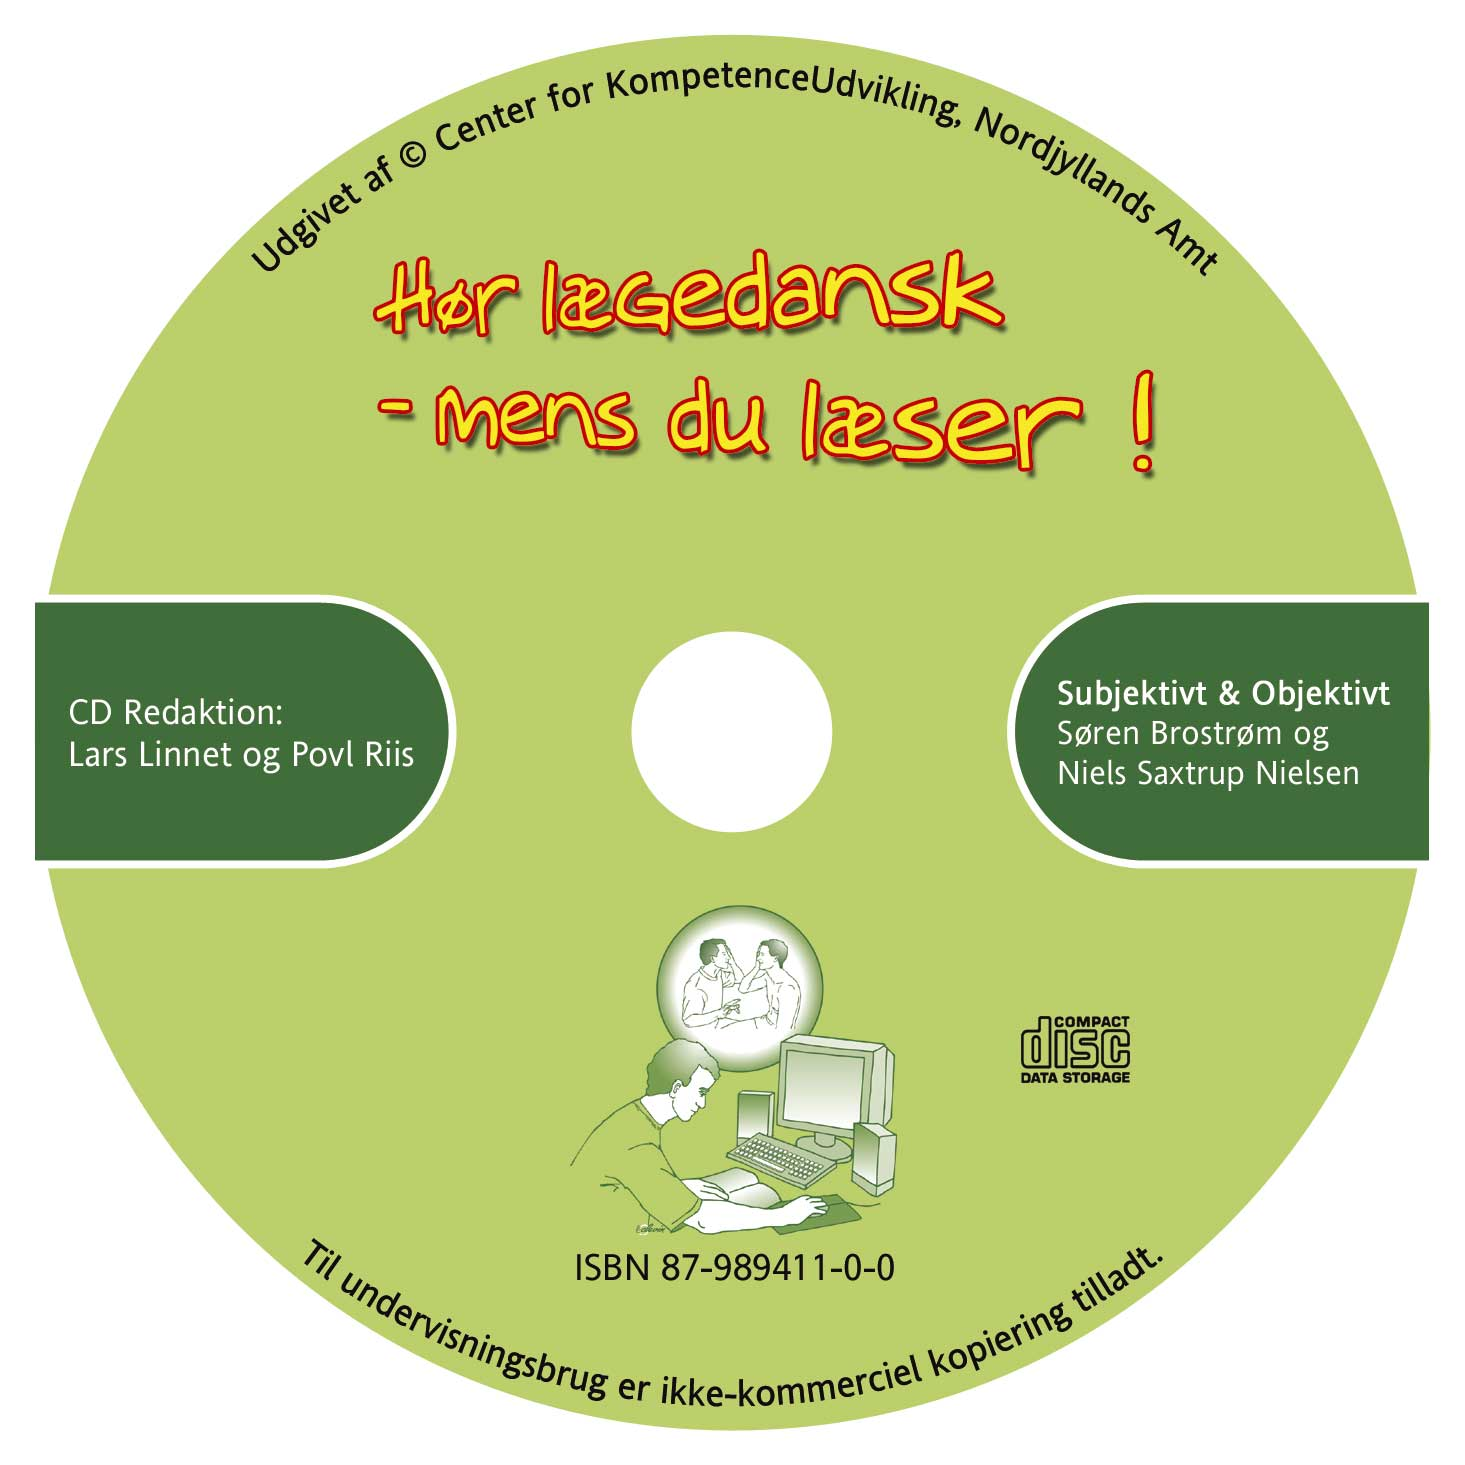 Udgivet af © Center for KompetenceUdvikling, Nordjyllands Amt
Hør lægedansk
- mens du læser !
CD Redaktion:
Lars Linnet og Povl Riis
Subjektivt & Objektivt
Søren Brostrøm og
Niels Saxtrup Nielsen
COMPACT
disc
DATA STORAGE
ISBN 87-989411-0-0
Til undervisningsbrug er ikke-kommerciel kopiering tilladt.